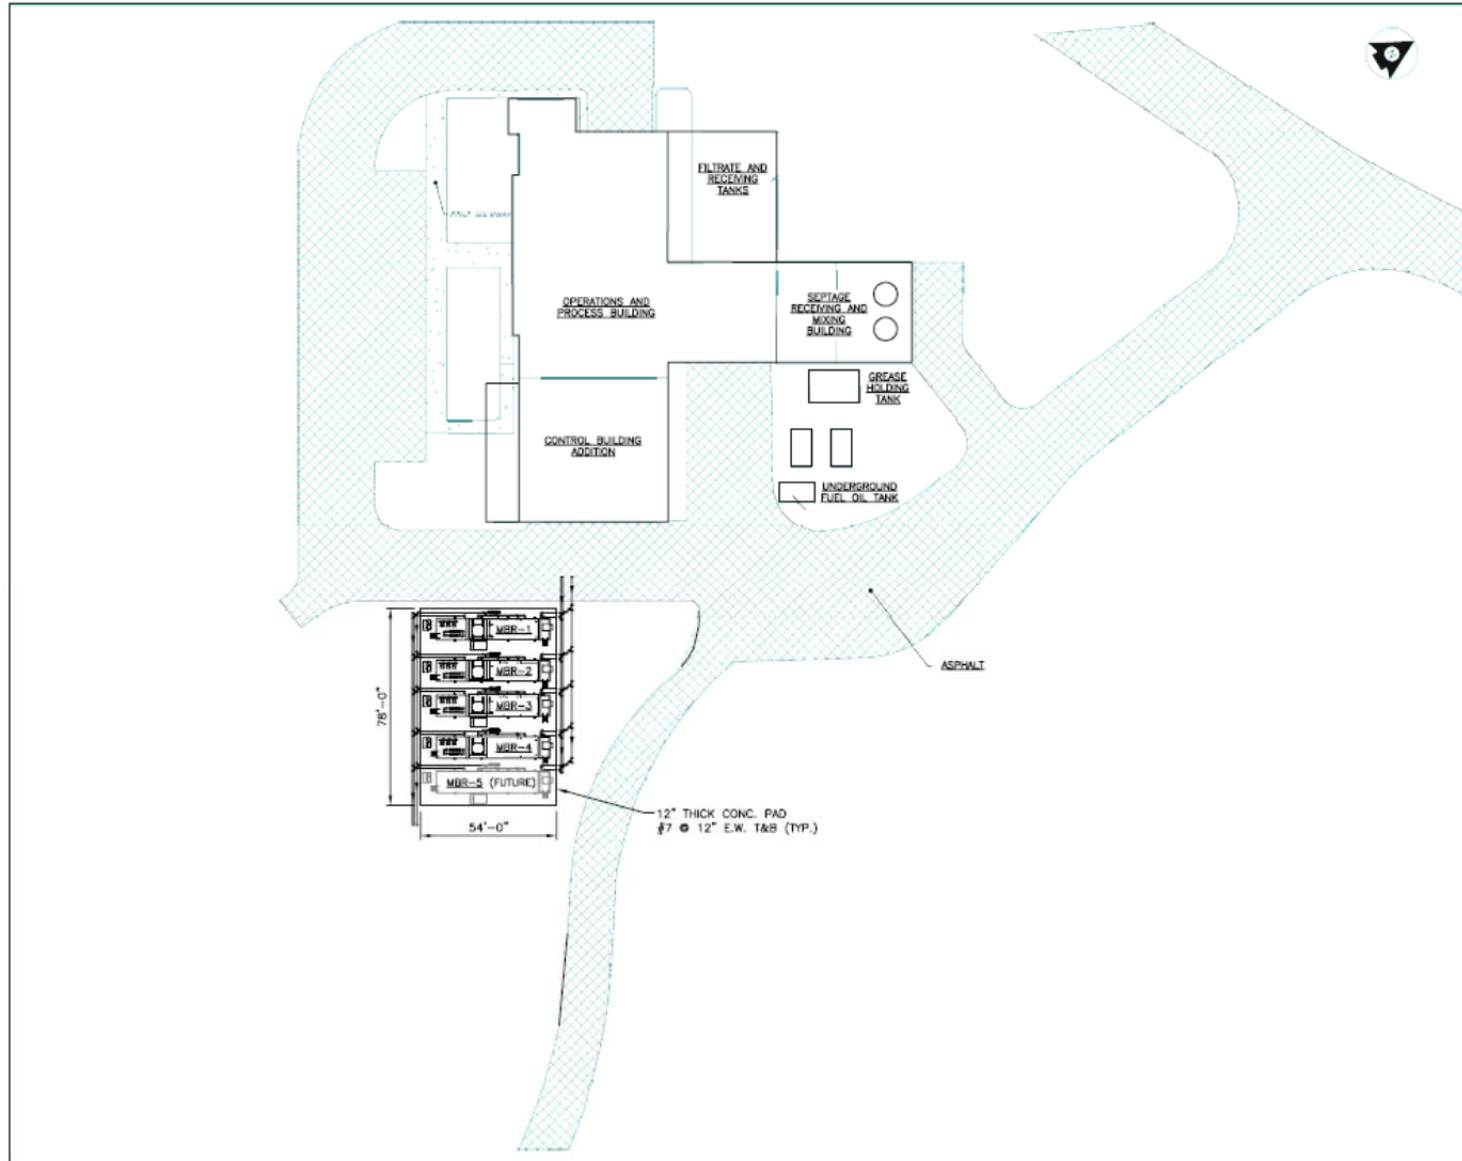 FILTRATE AND
RECEIVING
TANKS
OPERATIONS AND
PROCESS BUILDING
SEPTAGE
RECEIVING AND
MIXING
BUILDING
GREASE
HOLDING
TANK
CONTROL BUILDING
ADDITION
UNDERGROUND
FUEL OIL TANK
ASPHALT
MBR-1
MBR-2
MBR-3
MBR-4
MBR-5 (FUTURE)
78'-0"
54'-0"
12" THICK CONC. PAD
#7 @ 12" E.W. T&B (TYP.)